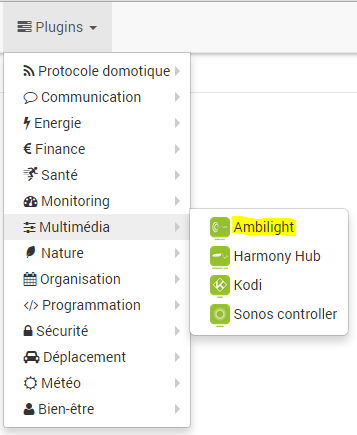 Plugins
Protocole domotique
Communication
Energie
Finance
Santé
Monitoring
Multimédia
Ambilight
Harmony Hub
Kodi
Sonos controller
Nature
Organisation
Programmation
Sécurité
Déplacement
Météo
Bien-être